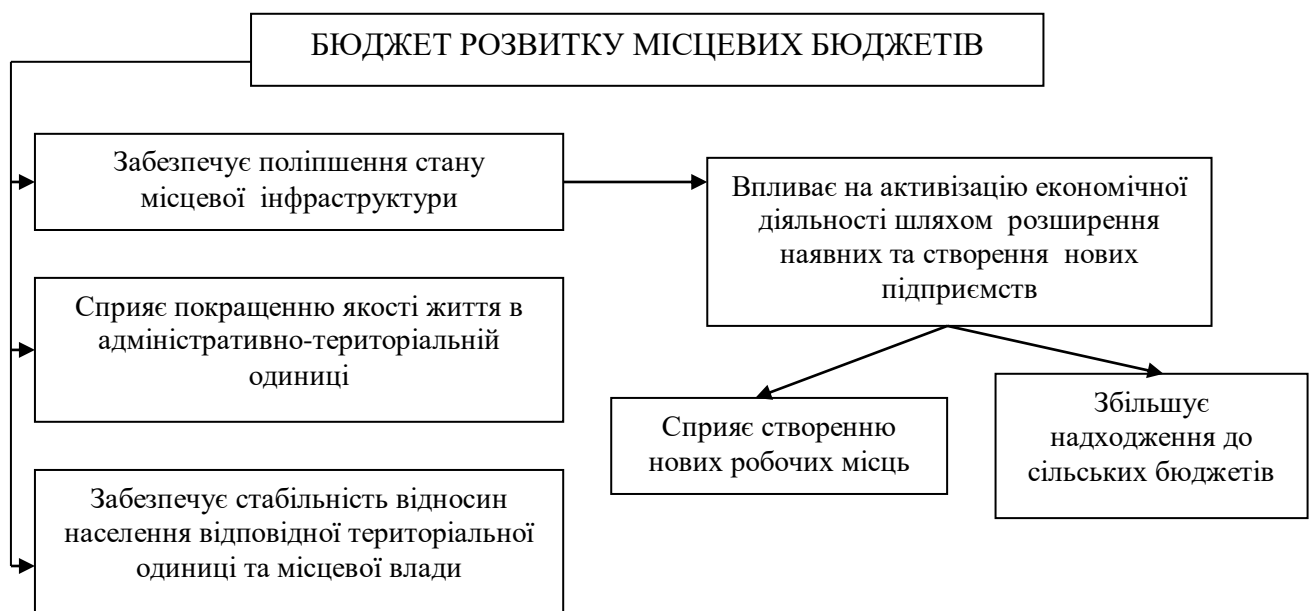 БЮДЖЕТ РОЗВИТКУ МІСЦЕВИХ БЮДЖЕТІВ
Забезпечує поліпшення стану
місцевої інфраструктури
Впливає на активізацію економічної
діяльності шляхом розширення
наявних та створення нових
підприємств
Сприяє покращенню якості життя в
адміністративно-територіальній
одиниці
Сприяє створенню
нових робочих місць
Збільшує
надходження до
сільських бюджетів
Забезпечує стабільність відносин
населення відповідної територіальної
одиниці та місцевої влади